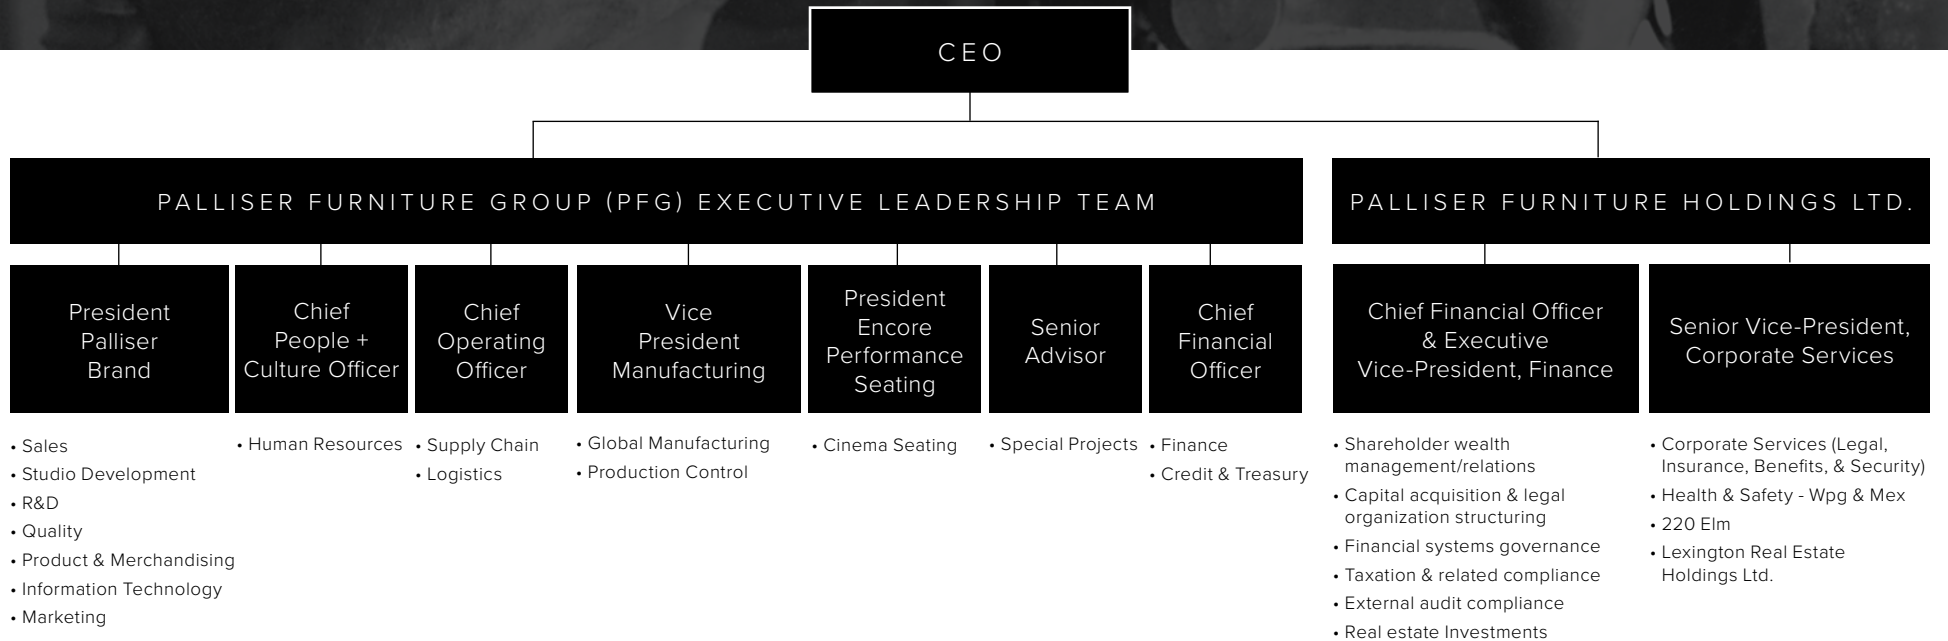 CEO
PALLISER FURNITURE GROUP (PFG) EXECUTIVE LEADERSHIP TEAM
PALLISER FURNITURE HOLDINGS LTD.
President
Palliser
Brand
Chief
People +
Culture Officer
Chief
Operating
Officer
Vice
President
Manufacturing
President
Encore
Performance
Seating
Senior
Advisor
Chief
Financial
Officer
Chief Financial Officer
& Executive
Vice-President, Finance
Senior Vice-President,
Corporate Services
• Sales
• Studio Development
• R&D
• Quality
• Product & Merchandising
• Information Technology
• Marketing
• Human Resources
• Supply Chain
• Logistics
• Global Manufacturing
• Production Control
• Cinema Seating
• Special Projects
• Finance
• Credit & Treasury
• Shareholder wealth
management/relations
• Capital acquisition & legal
organization structuring
• Financial systems governance
• Taxation & related compliance
• External audit compliance
• Real estate Investments
• Corporate Services (Legal,
Insurance, Benefits, & Security)
• Health & Safety - Wpg & Mex
• 220 Elm
• Lexington Real Estate
Holdings Ltd.